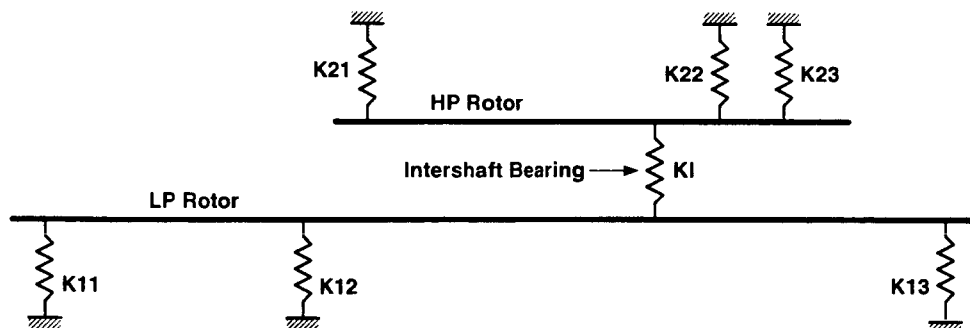 K21
K22
K23
HP Rotor
Intershaft Bearing
KI
LP Rotor
K11
K12
K13